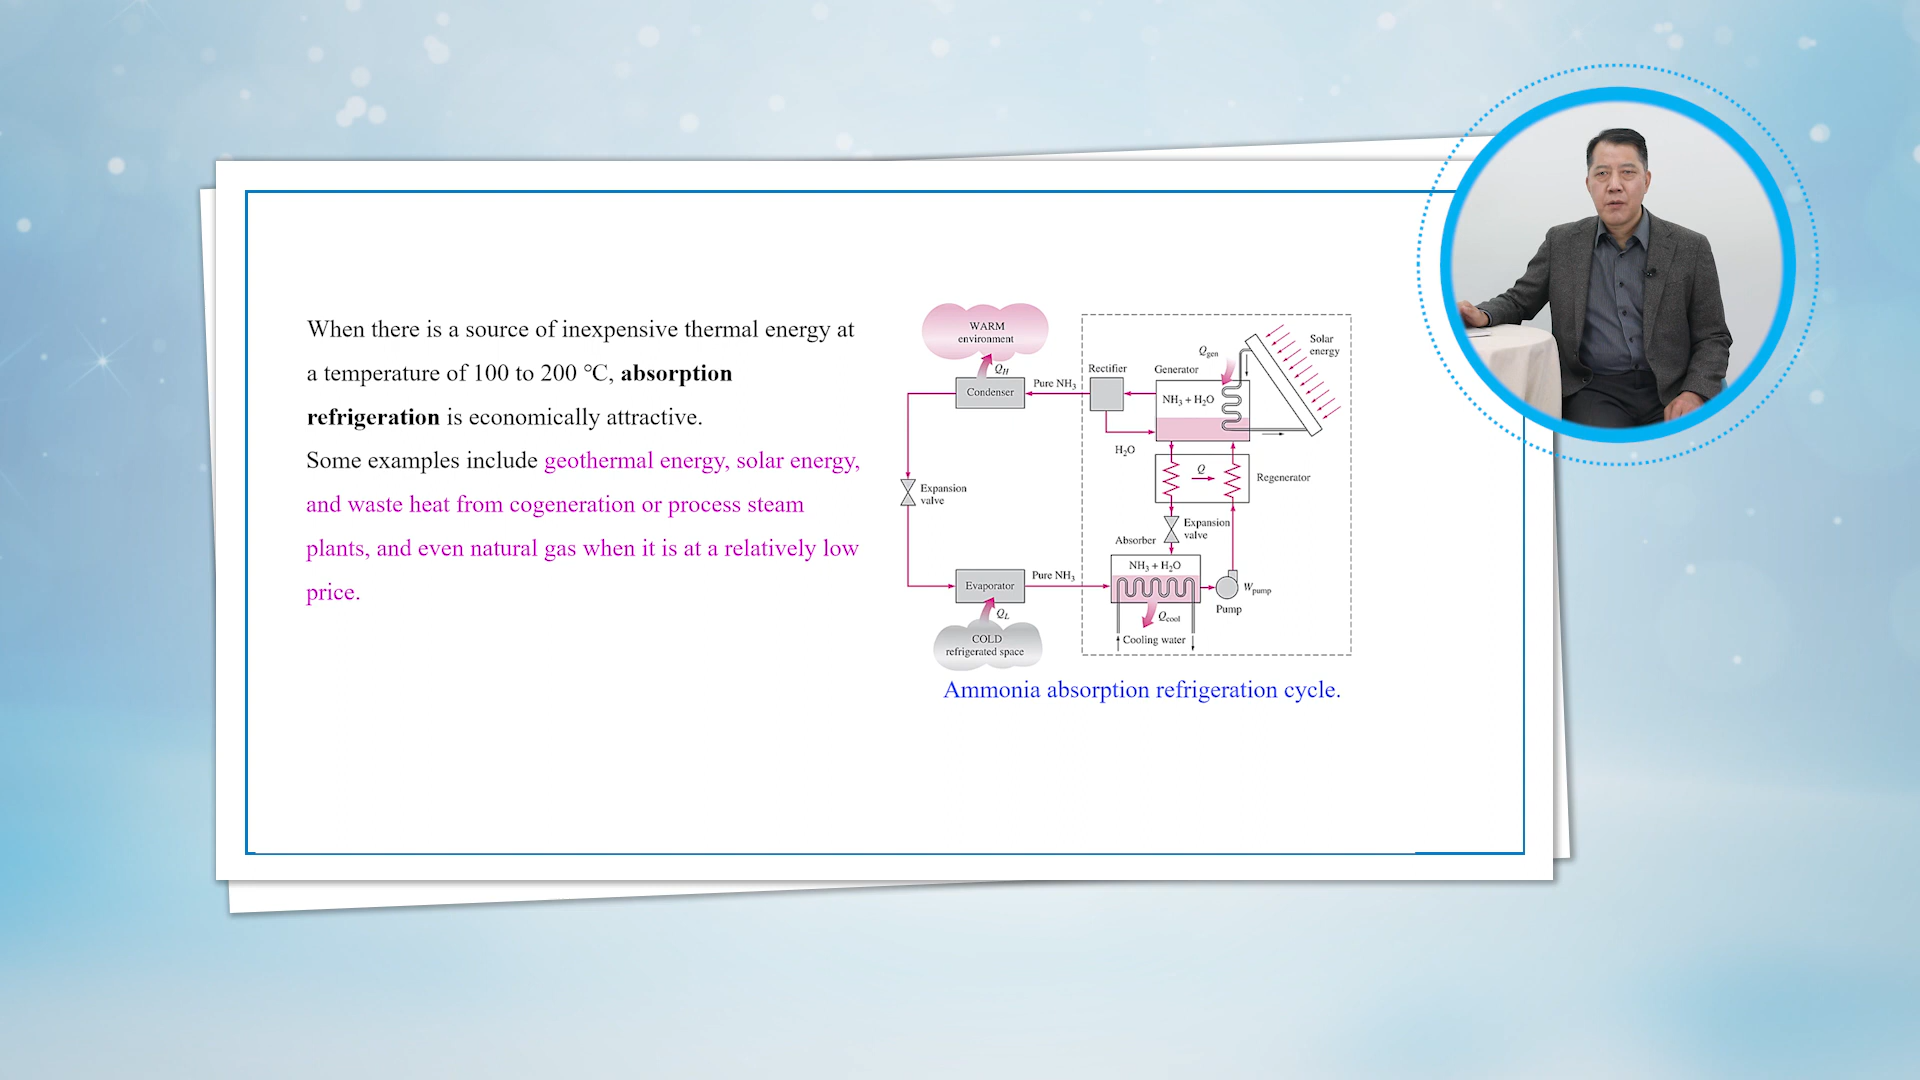 When there is a source of inexpensive thermal energy at
a temperature of 100 to 200 ℃, absorption
refrigeration is economically attractive.
Some examples include geothermal energy, solar energy,
and waste heat from cogeneration or process steam
plants, and even natural gas when it is at a relatively low
price.
WARM
environment
Q_H
Condenser
Pure NH₃
Rectifier
Generator
Q_gen
Solar
energy
NH₃ + H₂O
H₂O
Q
Regenerator
Expansion
valve
Expansion
valve
Absorber
NH₃ + H₂O
Evaporator
Pure NH₃
W_pump
Pump
Q_L
Q_cool
COLD
refrigerated space
Cooling water
Ammonia absorption refrigeration cycle.